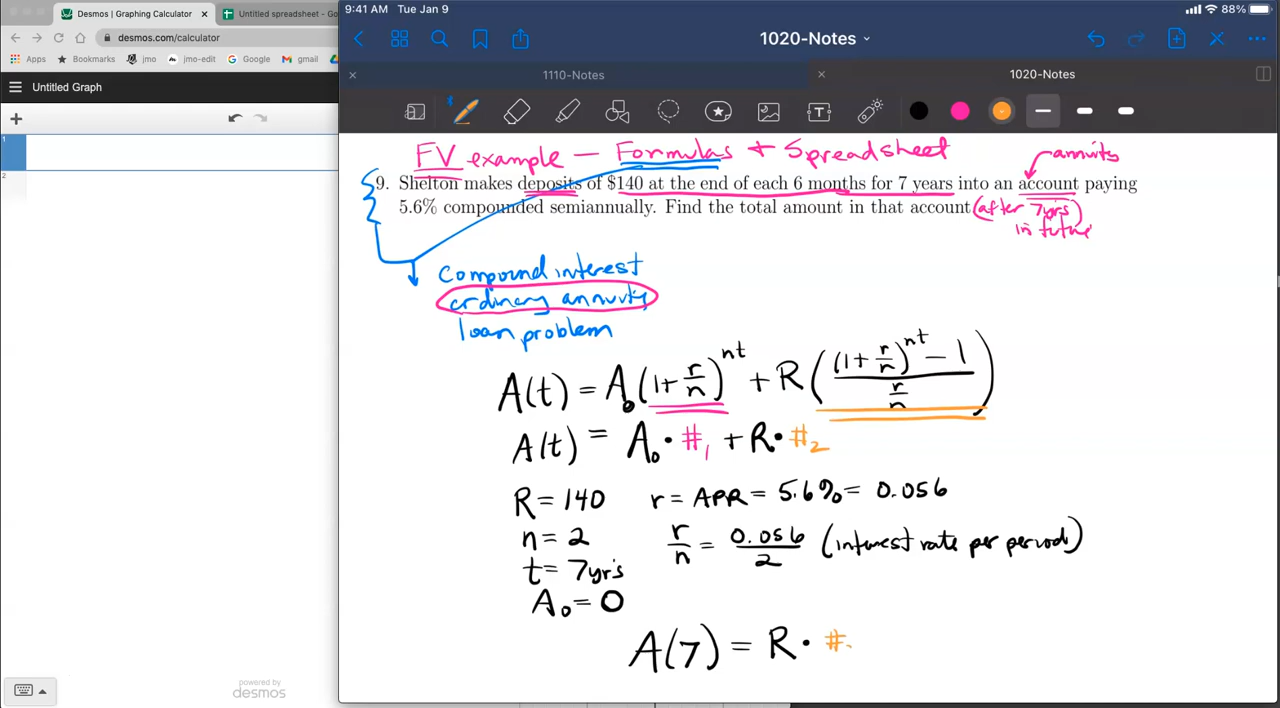 Desmos | Graphing Calculator
Untitled spreadsheet - Go
desmos.com/calculator
Apps Bookmarks jmo jmo-edit Google gmail
Untitled Graph
1
2
powered by
desmos
9:41 AM Tue Jan 9
88%
1020-Notes
1110-Notes
1020-Notes
FV example — Formulas + Spreadsheet
annuity
9. Shelton makes deposits of $140 at the end of each 6 months for 7 years into an account paying
5.6% compounded semiannually. Find the total amount in that account (after 7yrs)
in future
Compound interest
ordinary annuity
loan problem
A(t) = A₀(1+r/n)^nt + R((1+r/n)^nt − 1 / r/n)
A(t) = A₀ · #₁ + R · #₂
R = 140 r = APR = 5.6% = 0.056
n = 2 r/n = 0.056/2 (interest rate per period)
t = 7yrs
A₀ = 0
A(7) = R · #